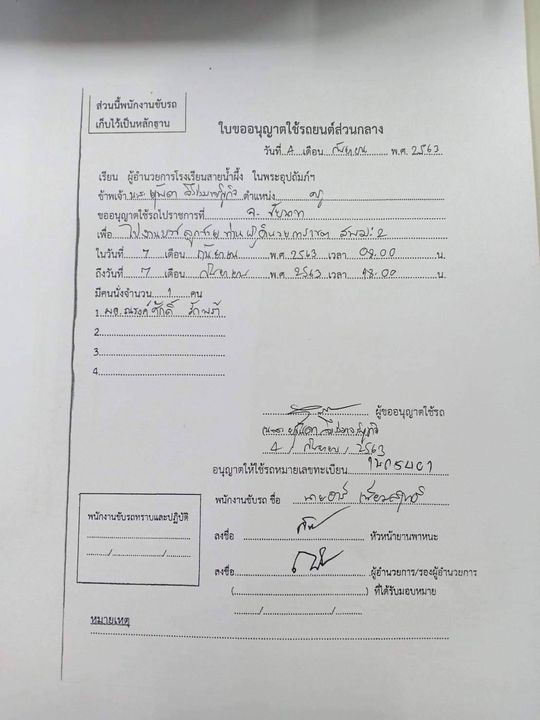 ส่วนนี้พนักงานขับรถ
เก็บไว้เป็นหลักฐาน
ใบขออนุญาตใช้รถยนต์ส่วนกลาง
วันที่ 4 เดือน กันยายน พ.ศ. 2563
เรียน ผู้อำนวยการโรงเรียนสายน้ำผึ้ง ในพระอุปถัมภ์ฯ
ข้าพเจ้า ตำแหน่ง ครู
ขออนุญาตใช้รถไปราชการที่ จ. ชัยนาท
เพื่อ ไปงานบวชลูกชายท่านผู้อำนวยการเขต สพม. 2
ในวันที่ 7 เดือน กันยายน พ.ศ. 2563 เวลา 08.00 น.
ถึงวันที่ 7 เดือน กันยายน พ.ศ. 2563 เวลา 18.00 น.
มีคนนั่งจำนวน 1 คน
1. ผอ.ณรงค์ศักดิ์
2.
3.
4.
ผู้ขออนุญาตใช้รถ
4 / กันยายน / 2563
อนุญาตให้ใช้รถหมายเลขทะเบียน
พนักงานขับรถ ชื่อ
พนักงานขับรถทราบและปฏิบัติ
ลงชื่อ หัวหน้ายานพาหนะ
ลงชื่อ ผู้อำนวยการ/รองผู้อำนวยการ
( ) ที่ได้รับมอบหมาย
หมายเหตุ